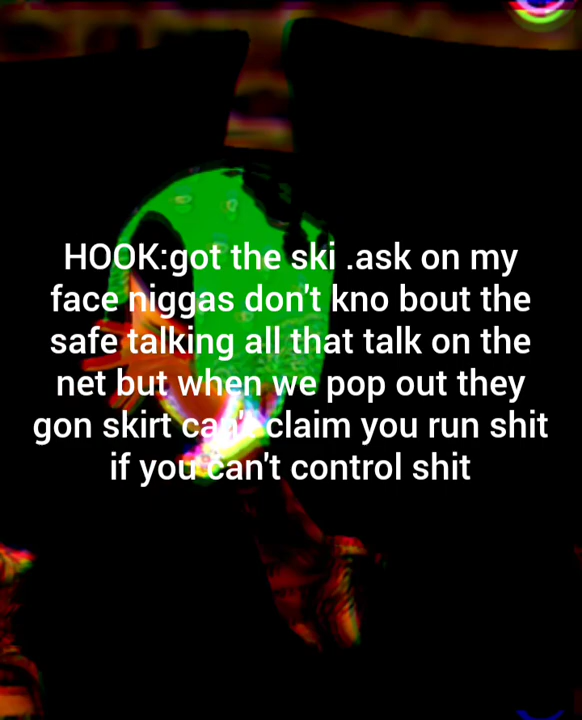 HOOK:got the ski .ask on my
face niggas don't kno bout the
safe talking all that talk on the
net but when we pop out they
gon skirt can't claim you run shit
if you can't control shit